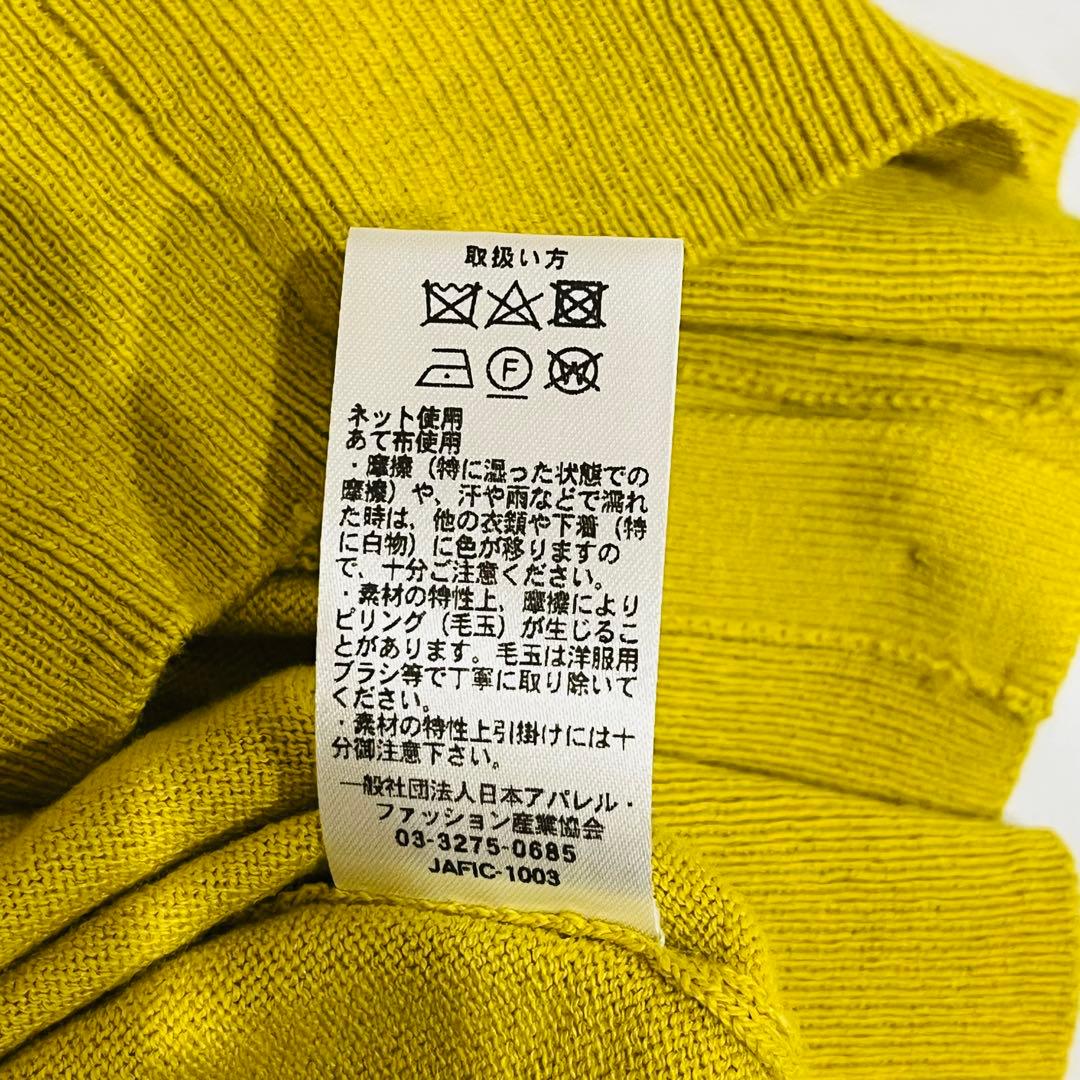 取扱い方
F
W
ネット使用
あて布使用
・摩擦（特に湿った状態での
摩擦）や、汗や雨などで濡れ
た時は、他の衣類や下着（特
に白物）に色が移りますの
で、十分ご注意ください。
・素材の特性上、摩擦により
ピリング（毛玉）が生じるこ
とがあります。毛玉は洋服用
ブラシ等で丁寧に取り除いて
ください。
・素材の特性上引掛けには十
分御注意下さい。
一般社団法人日本アパレル・
ファッション産業協会
03-3275-0685
JAFIC-1003